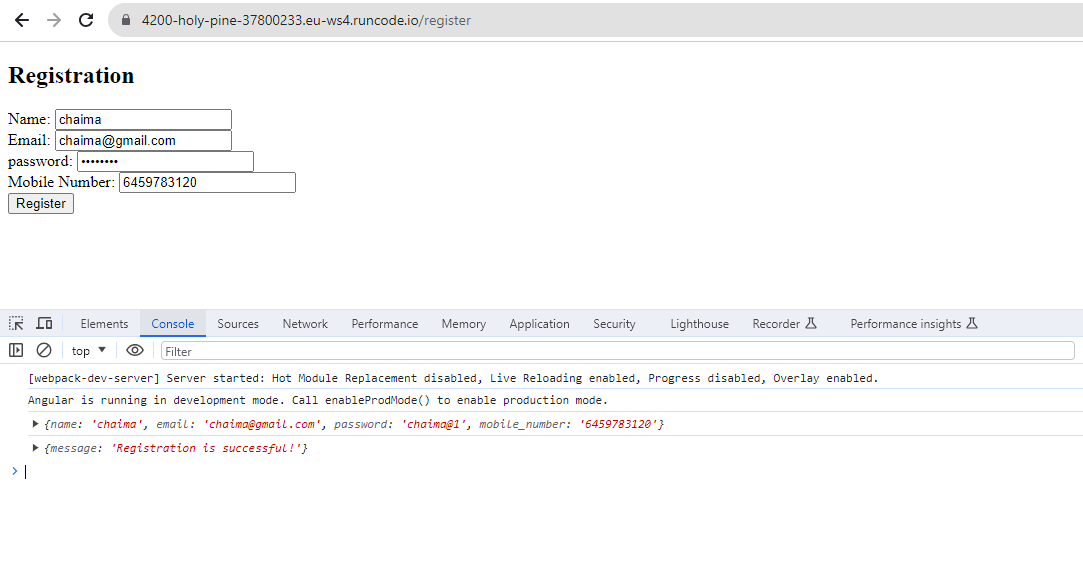 4200-holy-pine-37800233.eu-ws4.runcode.io/register
Registration
Name: chaima
Email: chaima@gmail.com
password: ••••••••
Mobile Number: 6459783120
Register
Elements Console Sources Network Performance Memory Application Security Lighthouse Recorder Performance insights
top ▼ Filter
[webpack-dev-server] Server started: Hot Module Replacement disabled, Live Reloading enabled, Progress disabled, Overlay enabled.
Angular is running in development mode. Call enableProdMode() to enable production mode.
▶ {name: 'chaima', email: 'chaima@gmail.com', password: 'chaima@1', mobile_number: '6459783120'}
▶ {message: 'Registration is successful!'}
>